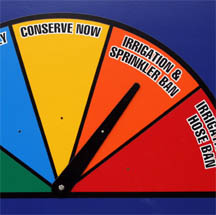 CONSERVE NOW
IRRIGATION &
SPRINKLER BAN
HOSE BAN